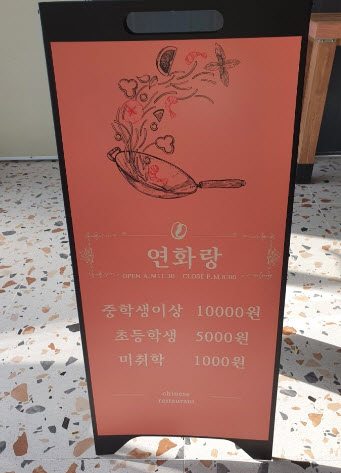 연화랑
중학생이상 10000원
초등학생 5000원
미취학 1000원
chinese
restaurant